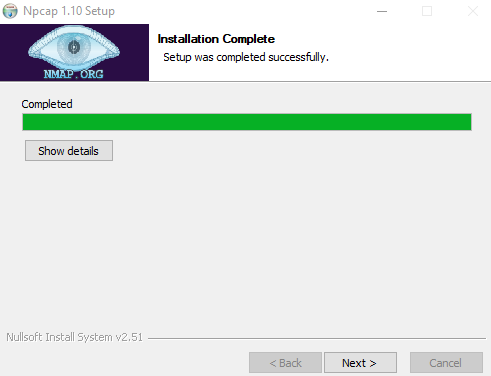 Npcap 1.10 Setup
NMAP.ORG
Installation Complete
Setup was completed successfully.
Completed
Show details
Nullsoft Install System v2.51
< Back
Next >
Cancel